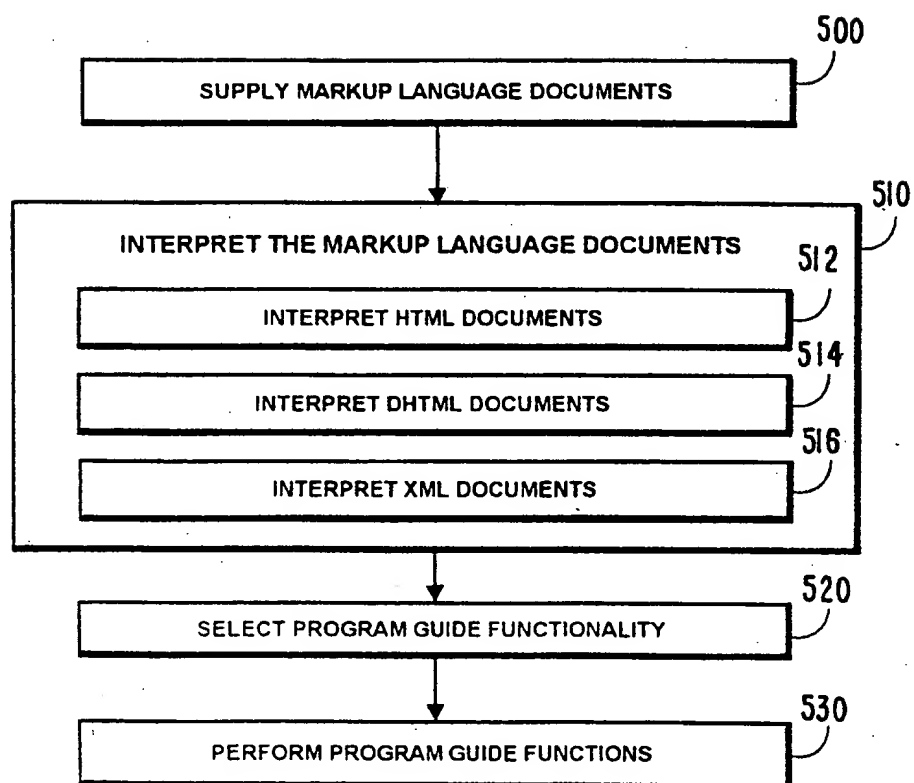 500
SUPPLY MARKUP LANGUAGE DOCUMENTS
510
INTERPRET THE MARKUP LANGUAGE DOCUMENTS
512
INTERPRET HTML DOCUMENTS
514
INTERPRET DHTML DOCUMENTS
516
INTERPRET XML DOCUMENTS
520
SELECT PROGRAM GUIDE FUNCTIONALITY
530
PERFORM PROGRAM GUIDE FUNCTIONS